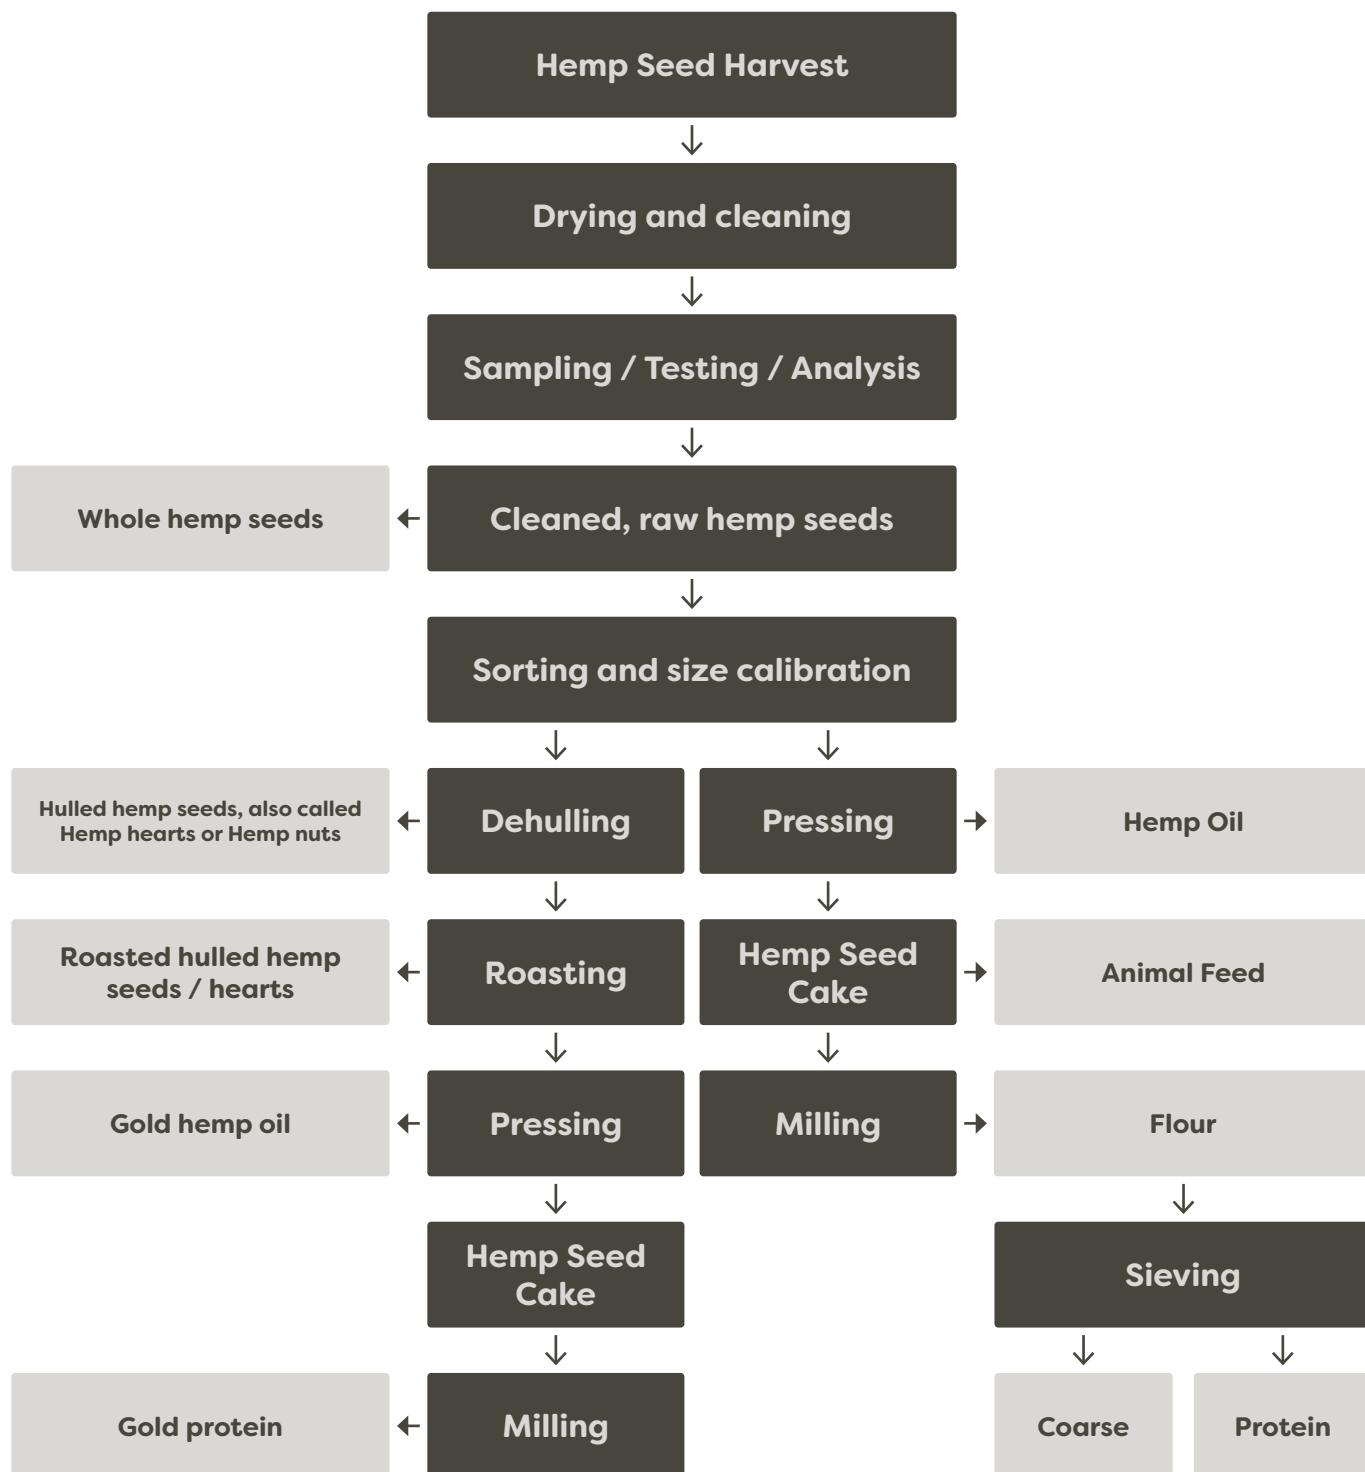 Hemp Seed Harvest
Drying and cleaning
Sampling / Testing / Analysis
Whole hemp seeds
Cleaned, raw hemp seeds
Sorting and size calibration
Hulled hemp seeds, also called
Hemp hearts or Hemp nuts
Dehulling
Pressing
Hemp Oil
Roasted hulled hemp
seeds / hearts
Roasting
Hemp Seed
Cake
Animal Feed
Gold hemp oil
Pressing
Milling
Flour
Hemp Seed
Cake
Sieving
Gold protein
Milling
Coarse
Protein